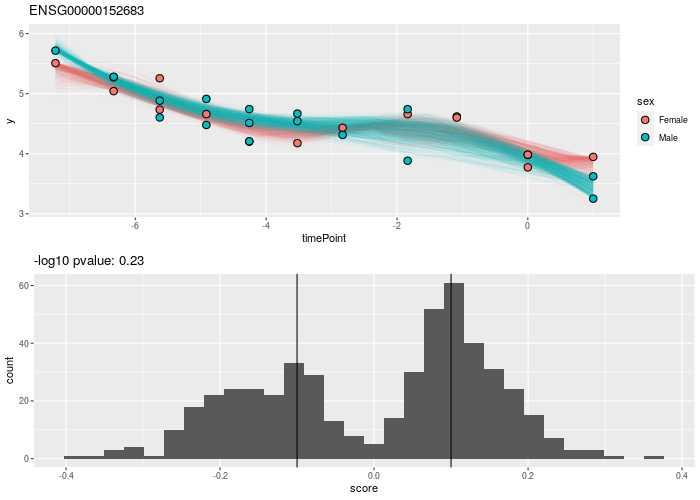 ENSG00000152683
6
5
4
3
y
-6
-4
-2
0
timePoint
sex
Female
Male
-log10 pvalue: 0.23
60
40
20
0
count
-0.4
-0.2
0.0
0.2
0.4
score